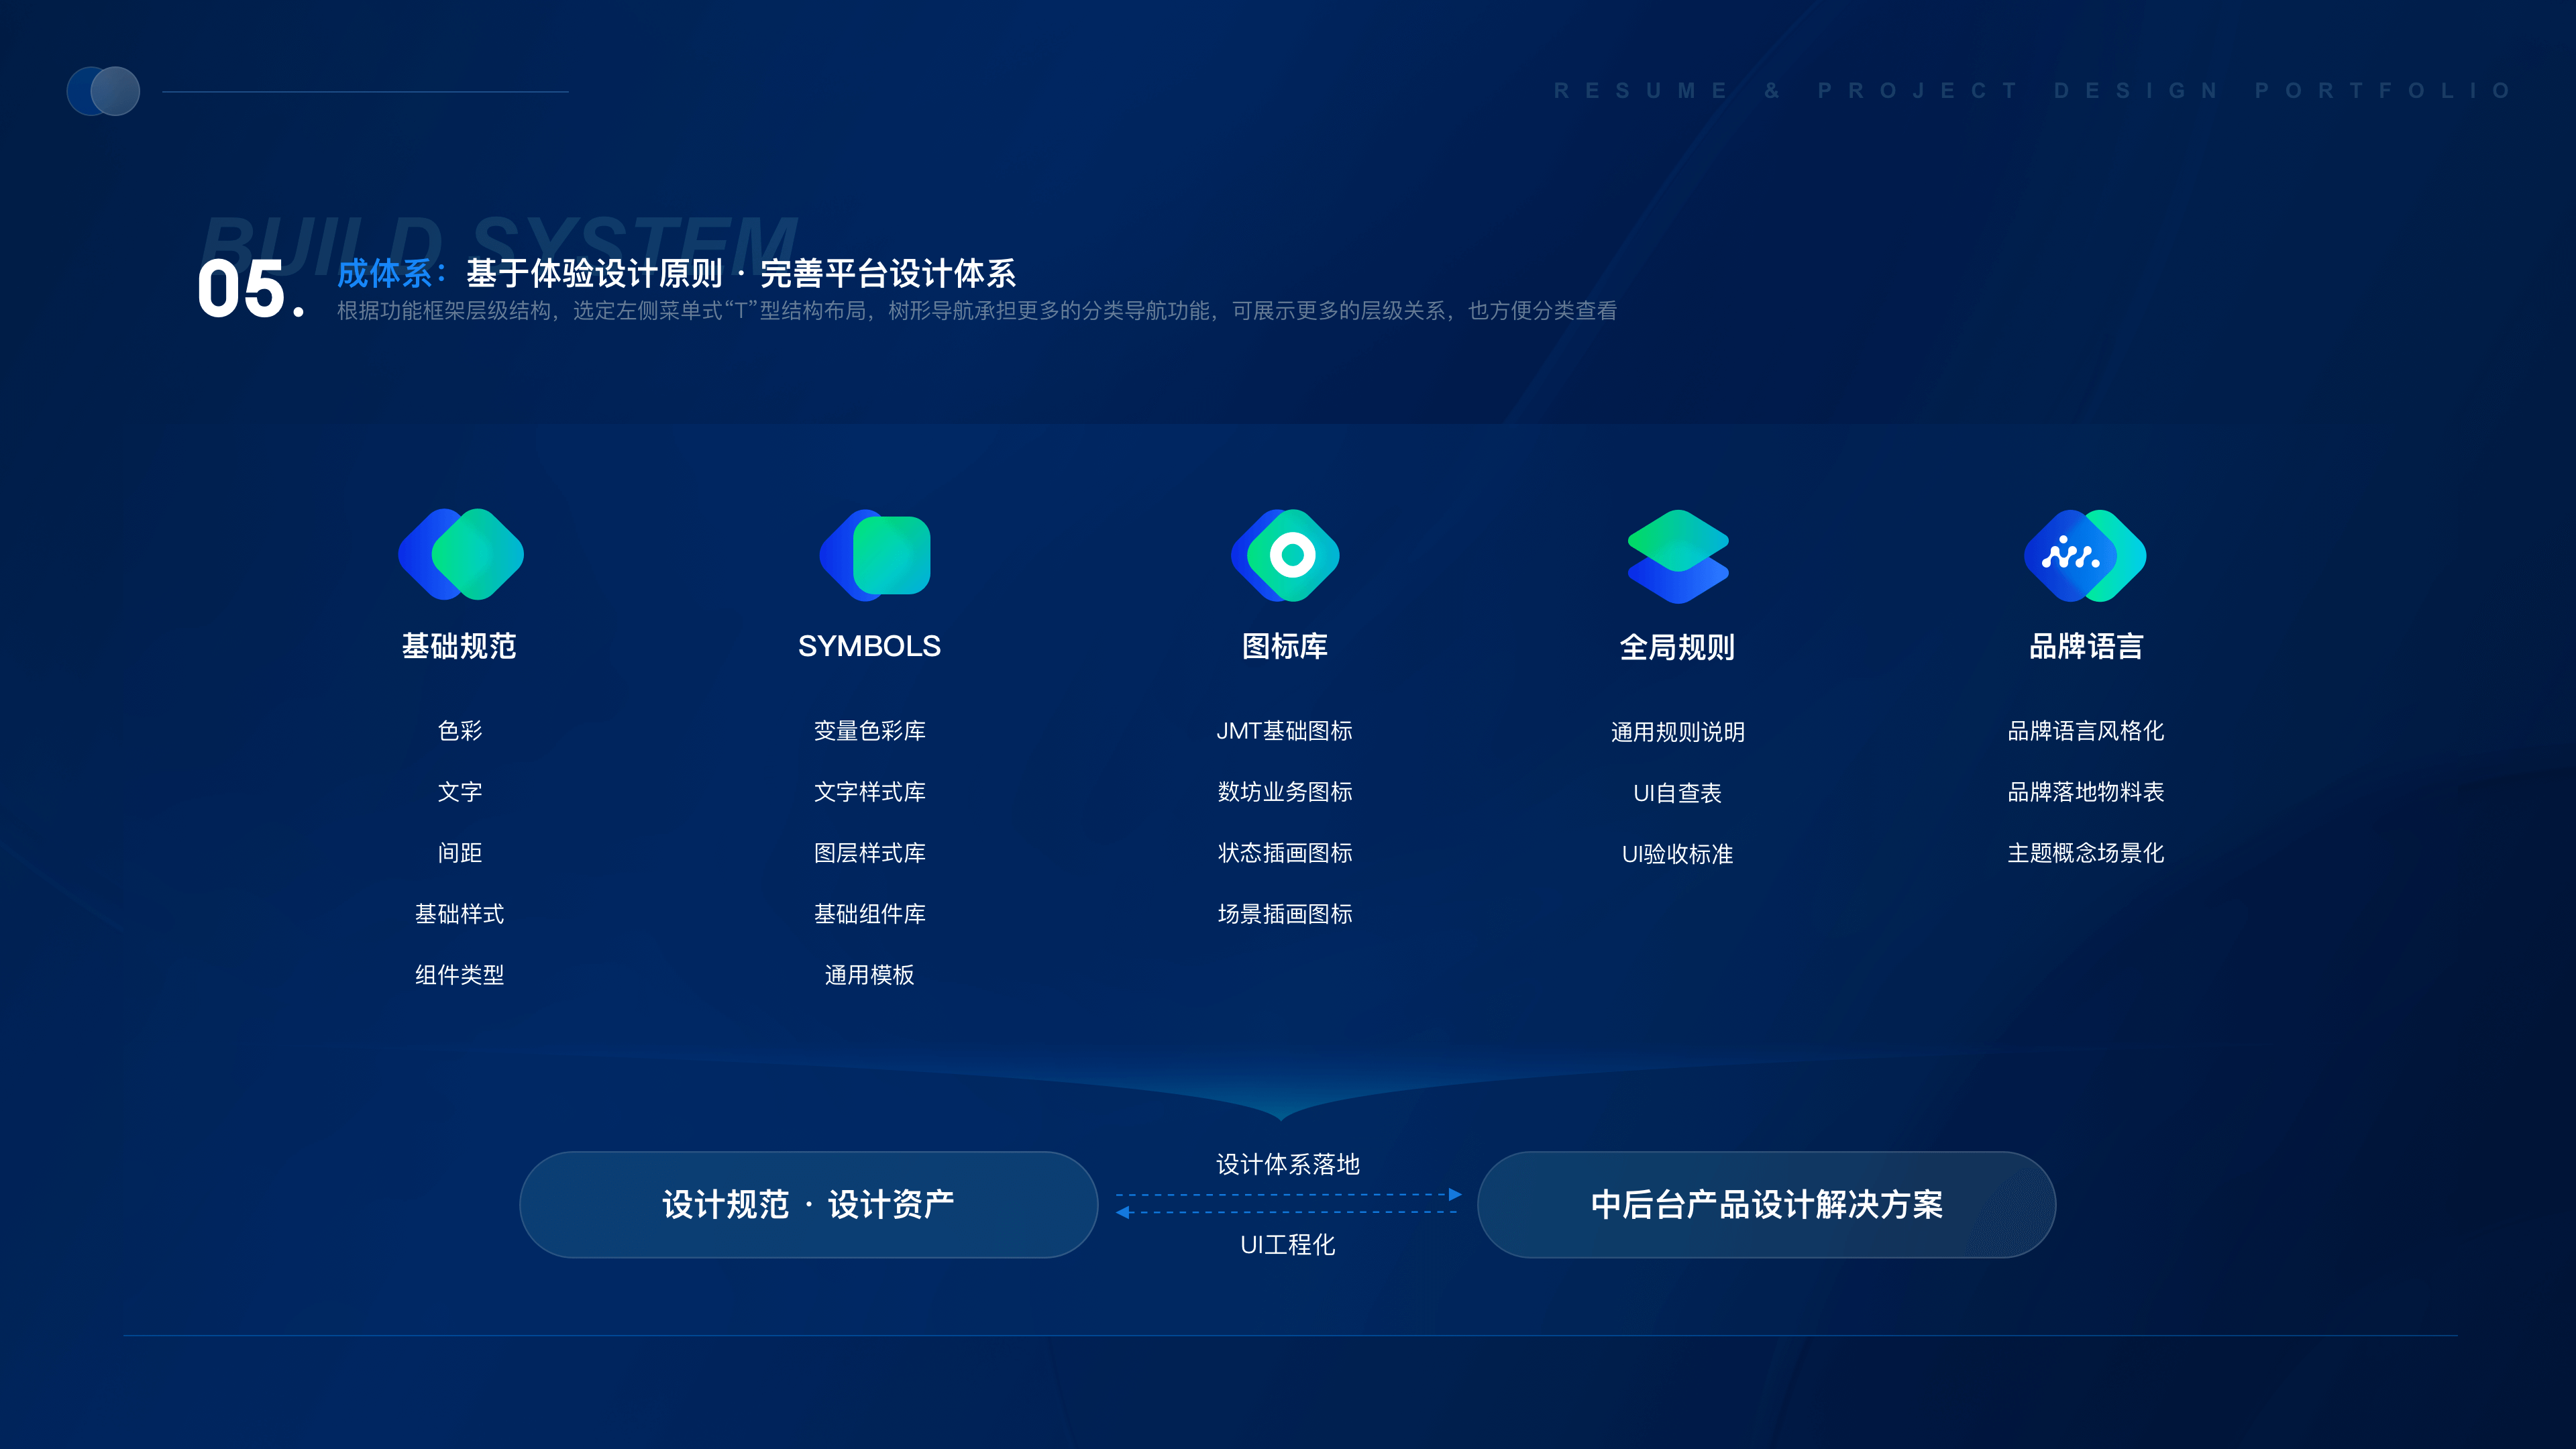 RESUME & PROJECT DESIGN PORTFOLIO
BUILD SYSTEM
05.
成体系：基于体验设计原则 · 完善平台设计体系
根据功能框架层级结构，选定左侧菜单式“T”型结构布局，树形导航承担更多的分类导航功能，可展示更多的层级关系，也方便分类查看
基础规范
色彩
文字
间距
基础样式
组件类型
SYMBOLS
变量色彩库
文字样式库
图层样式库
基础组件库
通用模板
图标库
JMT基础图标
数坊业务图标
状态插画图标
场景插画图标
全局规则
通用规则说明
UI自查表
UI验收标准
品牌语言
品牌语言风格化
品牌落地物料表
主题概念场景化
设计规范 · 设计资产
设计体系落地
UI工程化
中后台产品设计解决方案